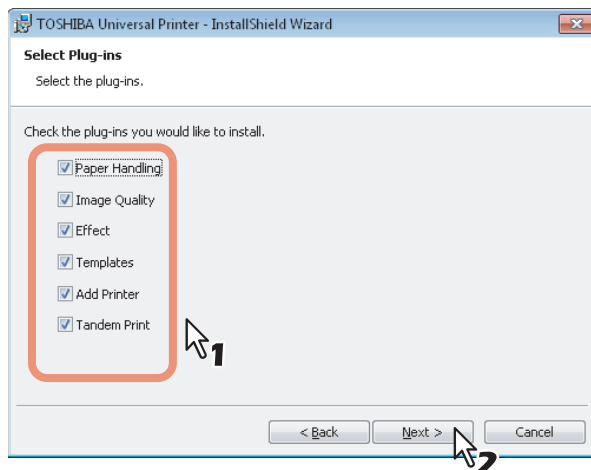 TOSHIBA Universal Printer - InstallShield Wizard
Select Plug-ins
Select the plug-ins.
Check the plug-ins you would like to install.
Paper Handling
Image Quality
Effect
Templates
Add Printer
Tandem Print
1
< Back Next > Cancel
2